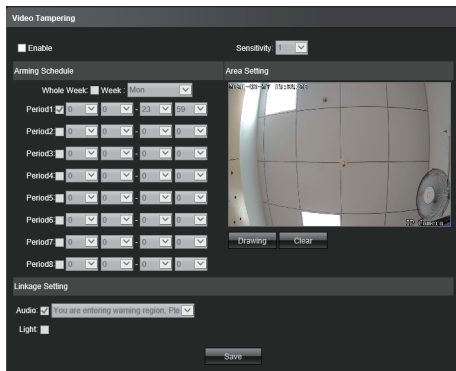 Video Tampering
Enable
Sensitivity: 1
Arming Schedule
Area Setting
Whole Week: Week : Mon
Period1: 0 0 - 23 59
Period2: 0 0 - 0 0
Period3: 0 0 - 0 0
Period4: 0 0 - 0 0
Period5: 0 0 - 0 0
Period6: 0 0 - 0 0
Period7: 0 0 - 0 0
Period8: 0 0 - 0 0
IP Camera
Drawing Clear
Linkage Setting
Audio: You are entering warning region, Ple
Light:
Save